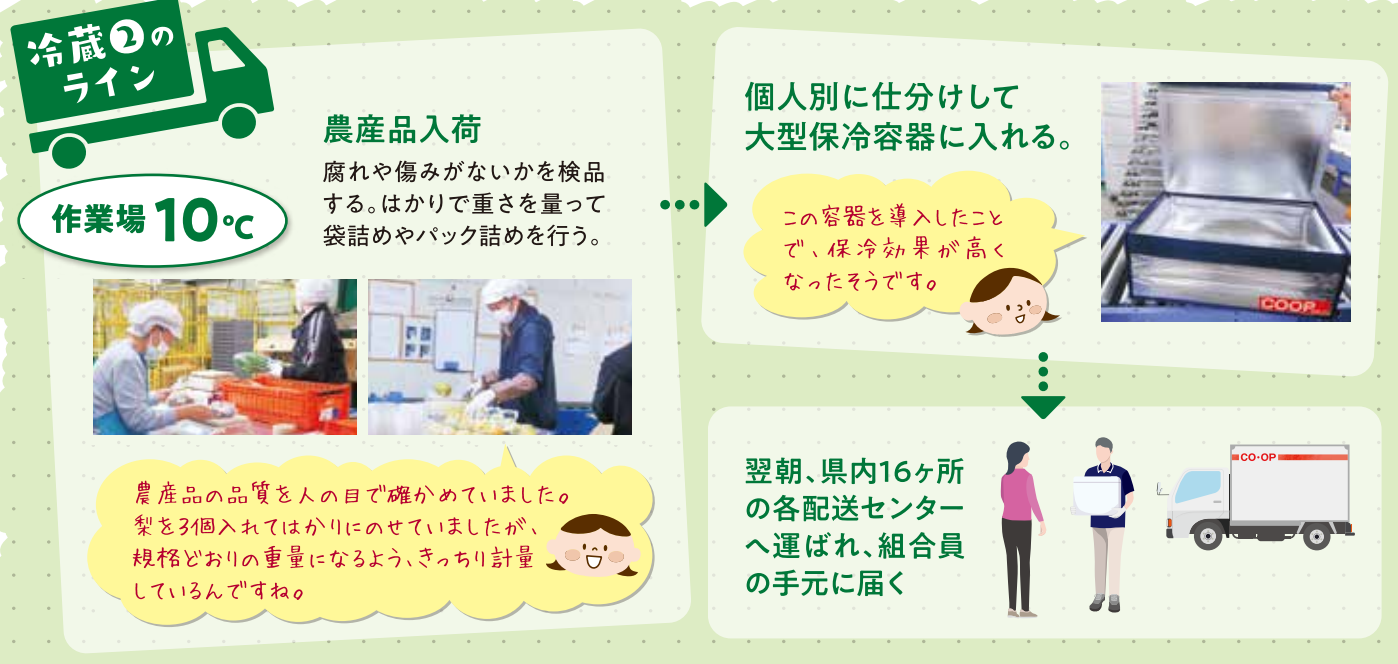 冷蔵2の
ライン
作業場10℃
農産品入荷
腐れや傷みがないかを検品
する。はかりで重さを量って
袋詰めやパック詰めを行う。
農産品の品質を人の目で確かめていました。
梨を3個入れてはかりにのせていましたが、
規格どおりの重量になるよう、きっちり計量
しているんですね。
個人別に仕分けして
大型保冷容器に入れる。
この容器を導入したこと
で、保冷効果が高く
なったそうです。
COOP
翌朝、県内16ヶ所
の各配送センター
へ運ばれ、組合員
の手元に届く
CO・OP